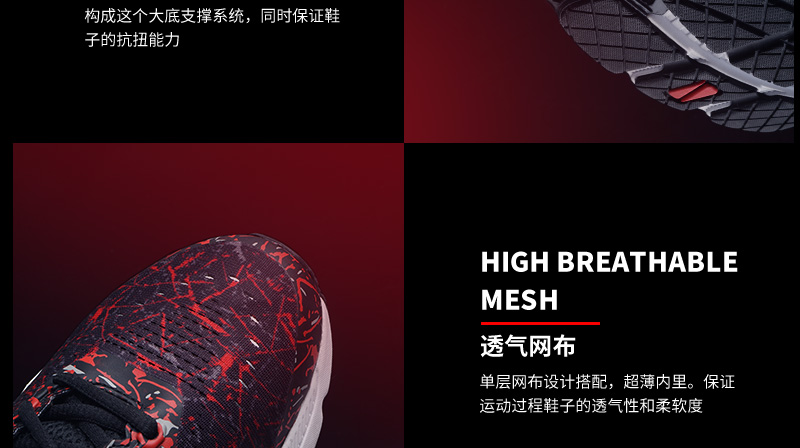 构成这个大底支撑系统，同时保证鞋
子的抗扭能力
HIGH BREATHABLE
MESH
透气网布
单层网布设计搭配，超薄内里。保证
运动过程鞋子的透气性和柔软度